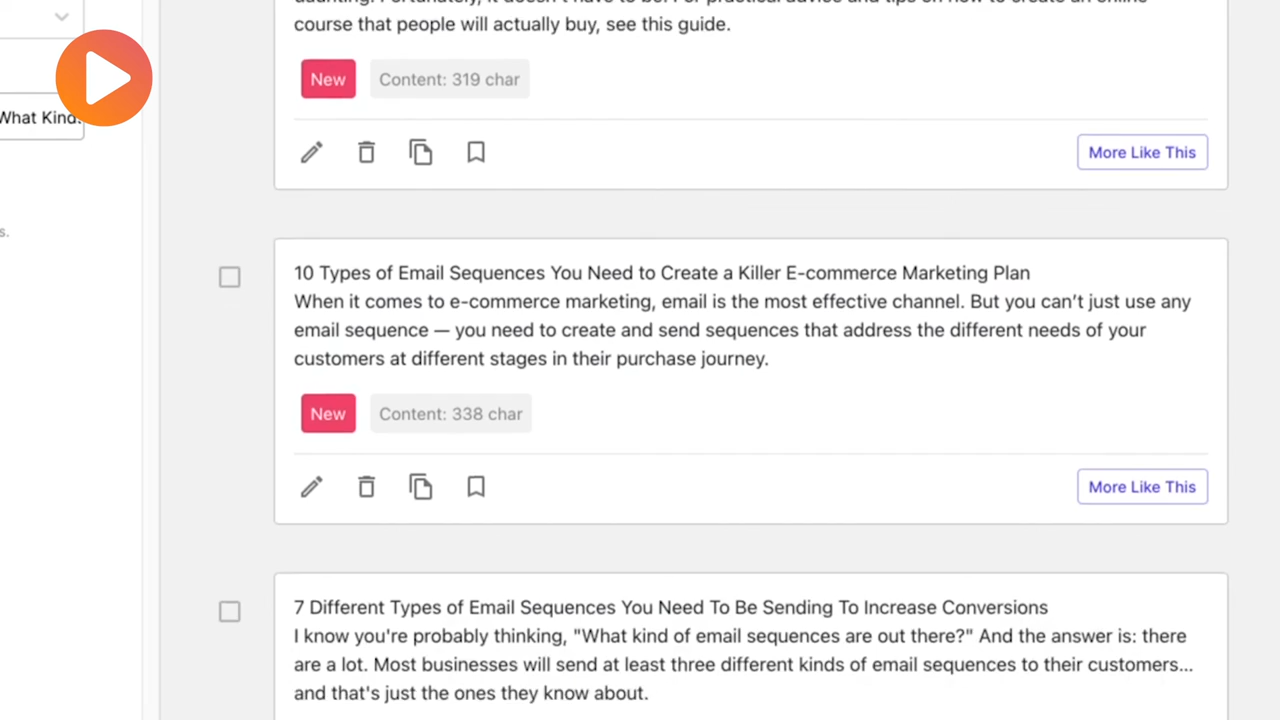 course that people will actually buy, see this guide.
New
Content: 319 char
What Kind
More Like This
s.
10 Types of Email Sequences You Need to Create a Killer E-commerce Marketing Plan
When it comes to e-commerce marketing, email is the most effective channel. But you can't just use any
email sequence — you need to create and send sequences that address the different needs of your
customers at different stages in their purchase journey.
New
Content: 338 char
More Like This
7 Different Types of Email Sequences You Need To Be Sending To Increase Conversions
I know you're probably thinking, "What kind of email sequences are out there?" And the answer is: there
are a lot. Most businesses will send at least three different kinds of email sequences to their customers...
and that's just the ones they know about.